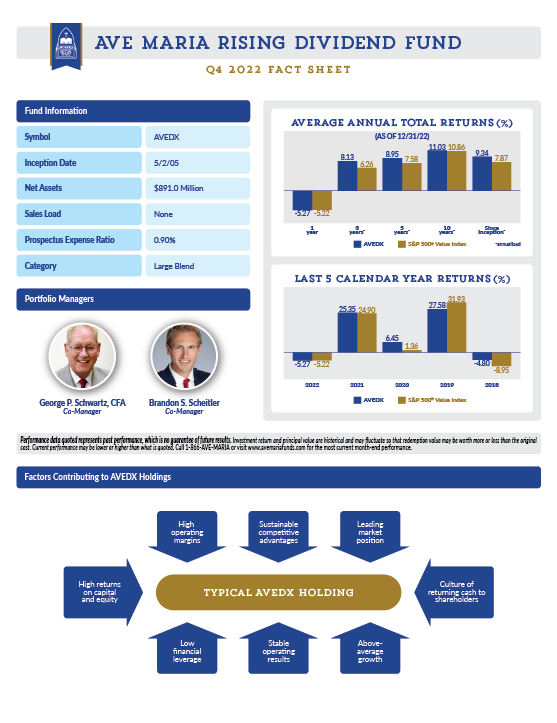 AVE MARIA RISING DIVIDEND FUND
Q4 2022 FACT SHEET
Fund Information
Symbol AVEDX
Inception Date 5/2/05
Net Assets $891.0 Million
Sales Load None
Prospectus Expense Ratio 0.90%
Category Large Blend
Portfolio Managers
George P. Schwartz, CFA
Co-Manager
Brandon S. Scheitler
Co-Manager
AVERAGE ANNUAL TOTAL RETURNS (%)
(AS OF 12/31/22)
8.13 6.26 8.95 7.58 11.03 10.86 9.24 7.87
-5.27 -5.22
1 6 5 10 Since
year years* years* years* Inception*
AVEDX S&P 500® Value Index *annualized
LAST 5 CALENDAR YEAR RETURNS (%)
25.35 24.90 6.45 1.36 27.58 31.93
-5.27 -5.22 -4.80 -8.95
2022 2021 2020 2019 2018
AVEDX S&P 500® Value Index
Performance data quoted represents past performance, which is no guarantee of future results. Investment return and principal value are historical and may fluctuate so that redemption value may be worth more or less than the original
cost. Current performance may be lower or higher than what is quoted. Call 1-866-AVE-MARIA or visit www.avemariafunds.com for the most current month-end performance.
Factors Contributing to AVEDX Holdings
High
operating
margins
Sustainable
competitive
advantages
Leading
market
position
High returns
on capital
and equity
TYPICAL AVEDX HOLDING
Culture of
returning cash to
shareholders
Low
financial
leverage
Stable
operating
results
Above-
average
growth